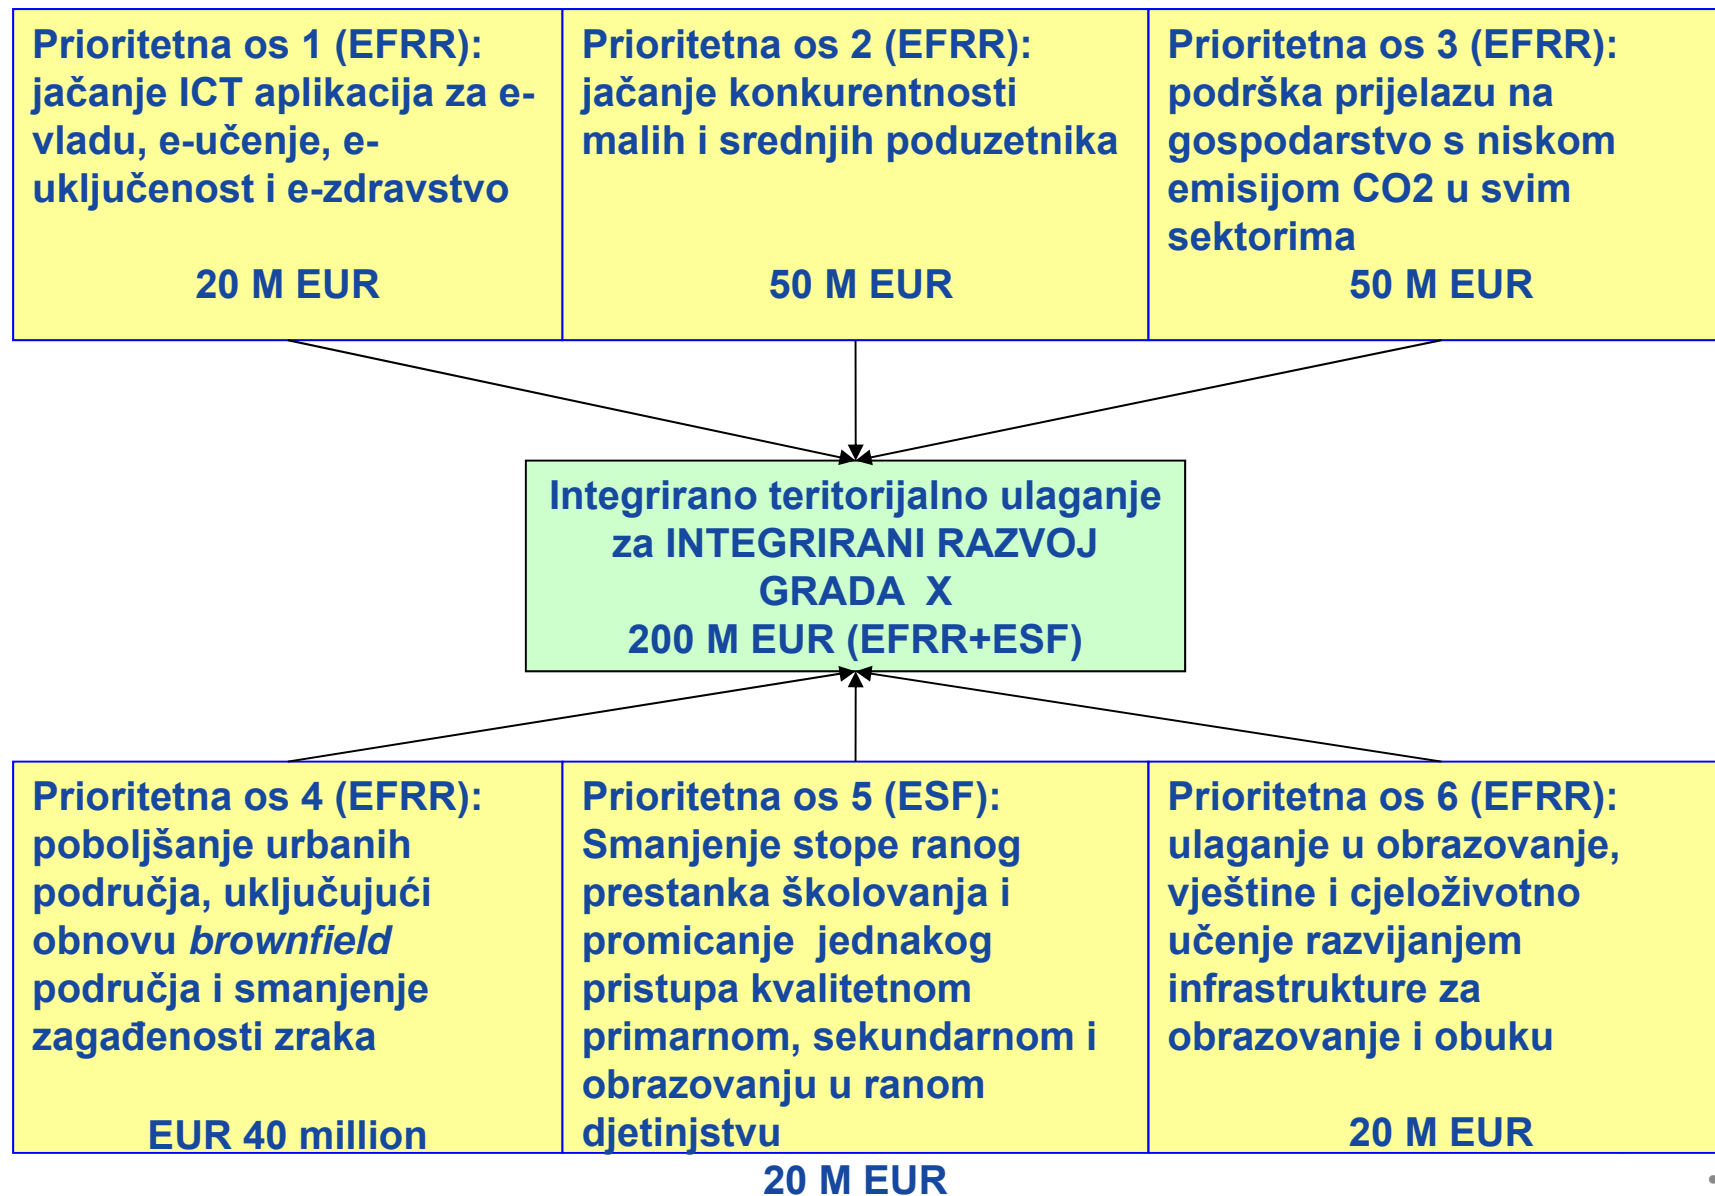 Prioritetna os 1 (EFRR):
jačanje ICT aplikacija za e-
vladu, e-učenje, e-
uključenost i e-zdravstvo
20 M EUR
Prioritetna os 2 (EFRR):
jačanje konkurentnosti
malih i srednjih poduzetnika
50 M EUR
Prioritetna os 3 (EFRR):
podrška prijelazu na
gospodarstvo s niskom
emisijom CO2 u svim
sektorima
50 M EUR
Integrirano teritorijalno ulaganje
za INTEGRIRANI RAZVOJ
GRADA X
200 M EUR (EFRR+ESF)
Prioritetna os 4 (EFRR):
poboljšanje urbanih
područja, uključujući
obnovu brownfield
područja i smanjenje
zagađenosti zraka
EUR 40 million
Prioritetna os 5 (ESF):
Smanjenje stope ranog
prestanka školovanja i
promicanje jednakog
pristupa kvalitetnom
primarnom, sekundarnom i
obrazovanju u ranom
djetinjstvu
20 M EUR
Prioritetna os 6 (EFRR):
ulaganje u obrazovanje,
vještine i cjeloživotno
učenje razvijanjem
infrastrukture za
obrazovanje i obuku
20 M EUR